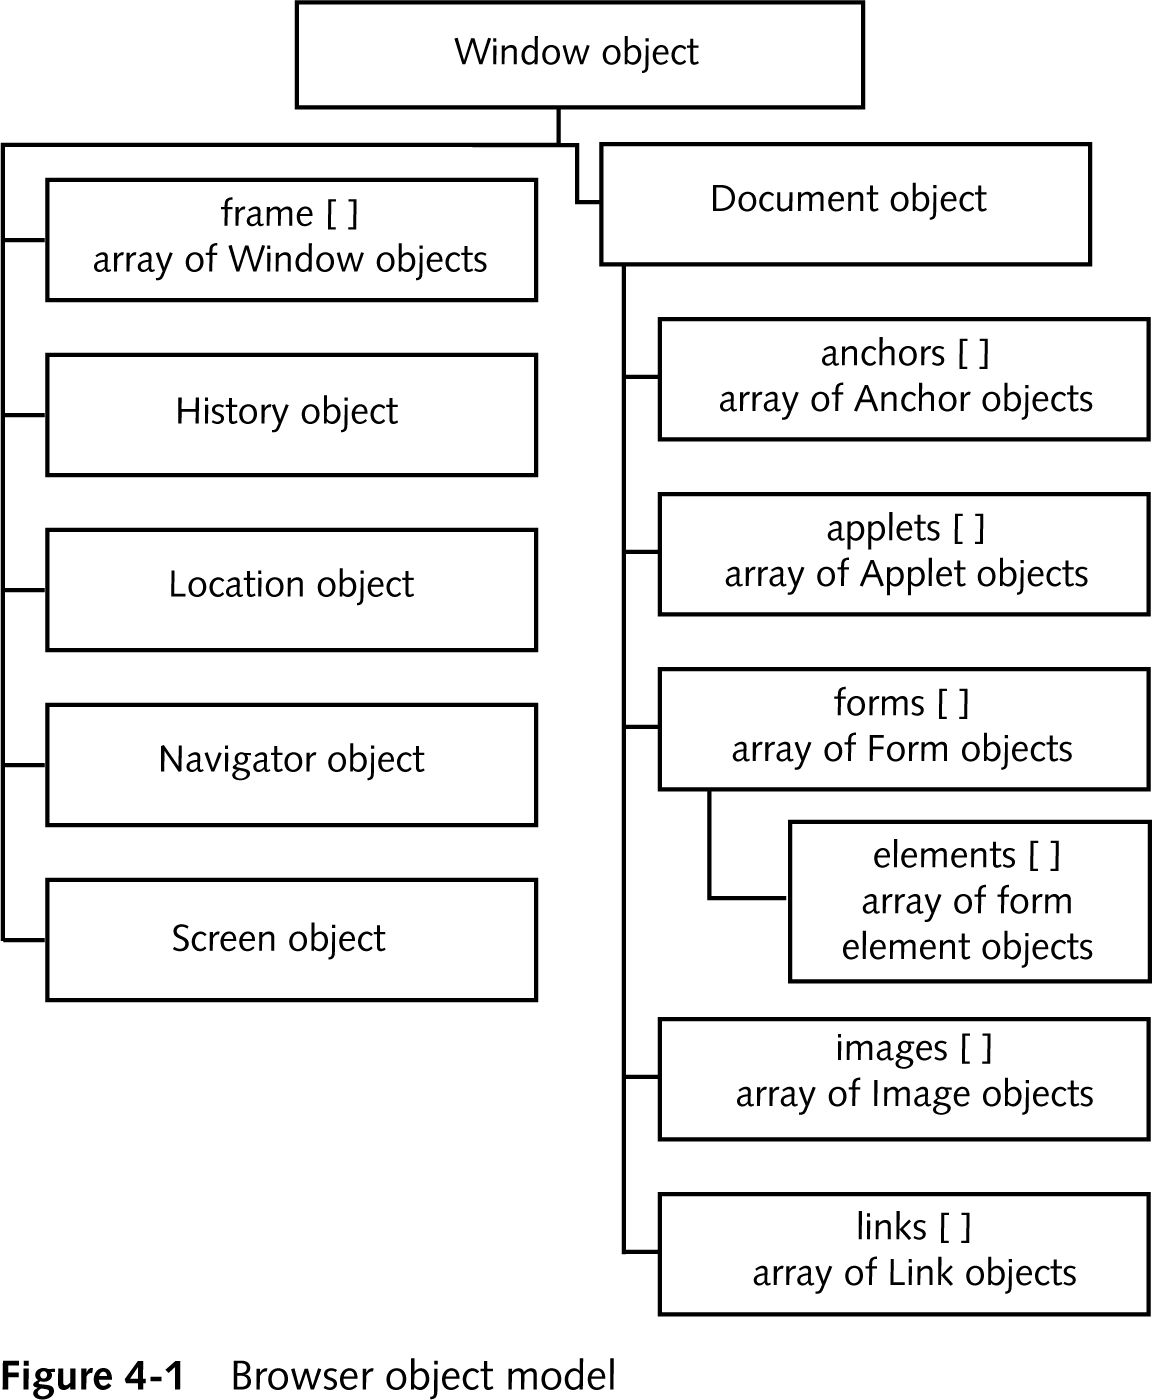 Window object
frame [ ]
array of Window objects
History object
Location object
Navigator object
Screen object
Document object
anchors [ ]
array of Anchor objects
applets [ ]
array of Applet objects
forms [ ]
array of Form objects
elements [ ]
array of form
element objects
images [ ]
array of Image objects
links [ ]
array of Link objects
Figure 4-1 Browser object model